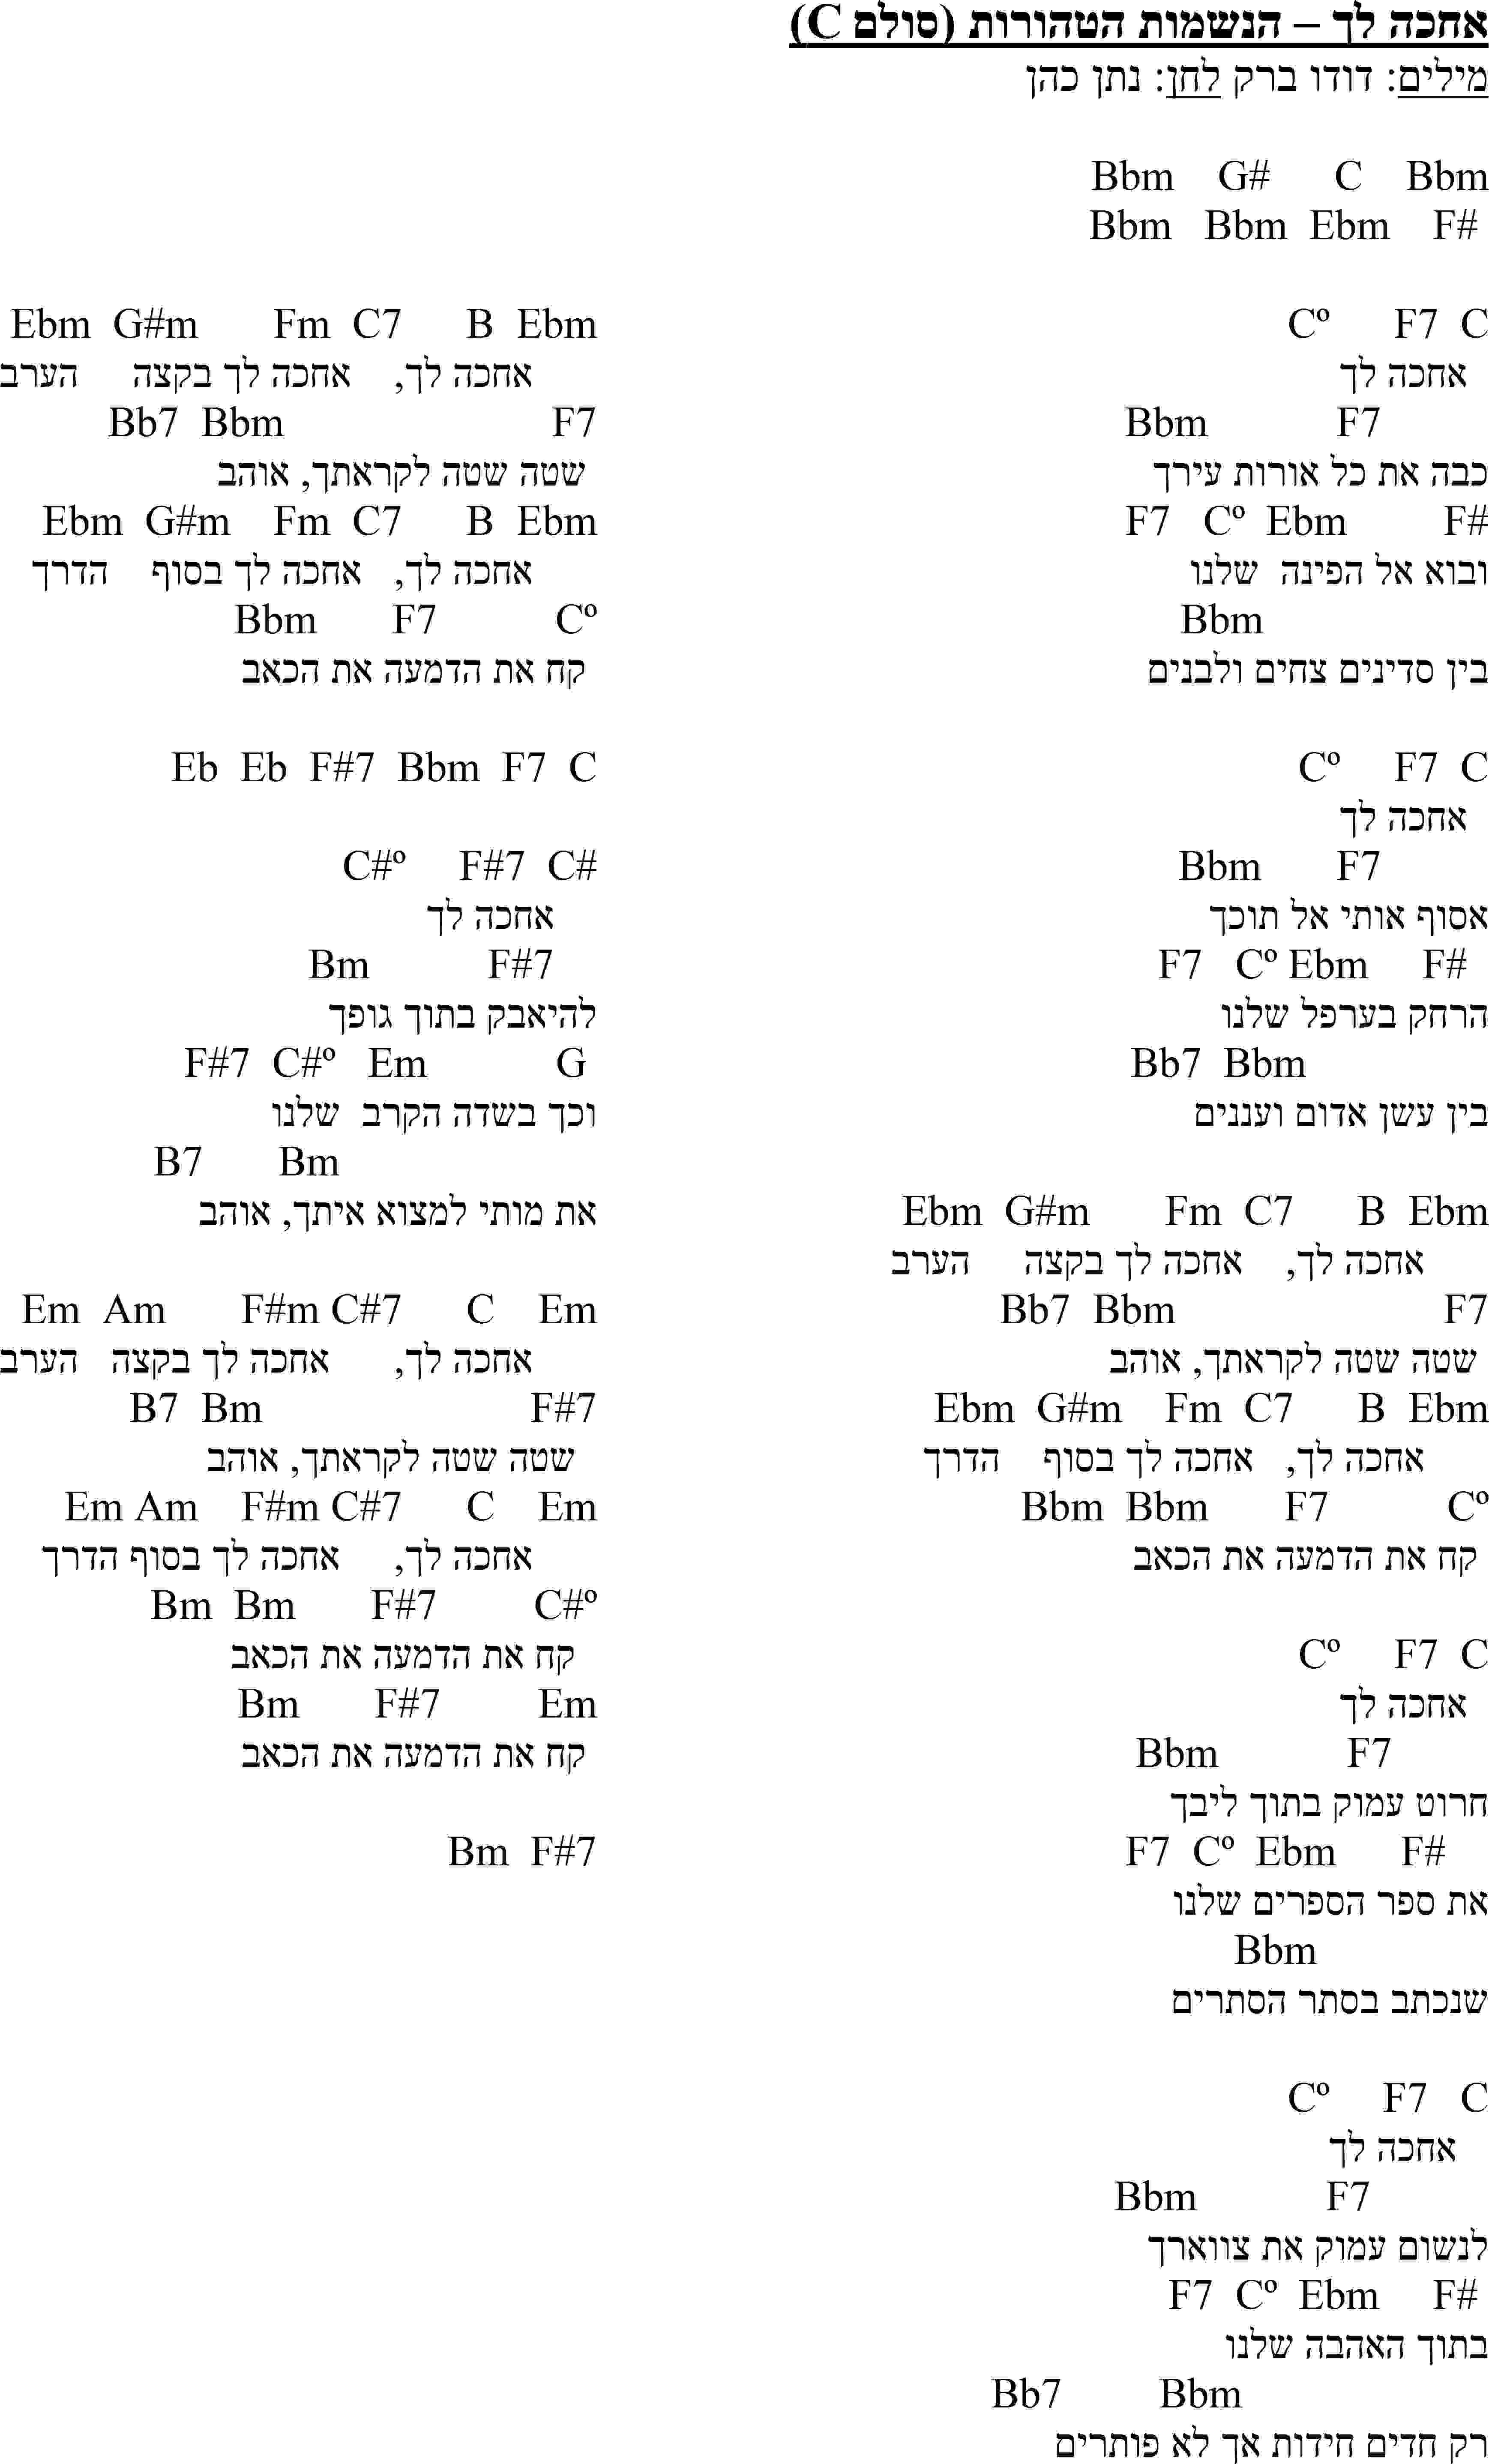 אחכה לך – הנשמות הטהורות (סולם C)
מילים: דודו ברק לחן: נתן כהן
Bbm G# C Bbm
Bbm Bbm Ebm F#
Cº F7 C
אחכה לך
Bbm F7
כבה את כל אורות עירך
F7 Cº Ebm F#
ובוא אל הפינה שלנו
Bbm
בין סדינים צחים ולבנים
Cº F7 C
אחכה לך
Bbm F7
אסוף אותי אל תוכך
F7 Cº Ebm F#
הרחק בערפל שלנו
Bb7 Bbm
בין עשן אדום ועננים
Ebm G#m Fm C7 B Ebm
אחכה לך, אחכה לך בקצה הערב
Bb7 Bbm F7
שטה שטה לקראתך, אוהב
Ebm G#m Fm C7 B Ebm
אחכה לך, אחכה לך בסוף הדרך
Bbm Bbm F7 Cº
קח את הדמעה את הכאב
Cº F7 C
אחכה לך
Bbm F7
חרוט עמוק בתוך ליבך
F7 Cº Ebm F#
את ספר הספרים שלנו
Bbm
שנכתב בסתר הסתרים
Cº F7 C
אחכה לך
Bbm F7
לנשום עמוק את צווארך
F7 Cº Ebm F#
בתוך האהבה שלנו
Bb7 Bbm
רק חדים חידות אך לא פותרים
Ebm G#m Fm C7 B Ebm
אחכה לך, אחכה לך בקצה הערב
Bb7 Bbm F7
שטה שטה לקראתך, אוהב
Ebm G#m Fm C7 B Ebm
אחכה לך, אחכה לך בסוף הדרך
Bbm F7 Cº
קח את הדמעה את הכאב
Eb Eb F#7 Bbm F7 C
C#º F#7 C#
אחכה לך
Bm F#7
להיאבק בתוך גופך
F#7 C#º Em G
וכך בשדה הקרב שלנו
B7 Bm
את מותי למצוא איתך, אוהב
Em Am F#m C#7 C Em
אחכה לך, אחכה לך בקצה הערב
B7 Bm F#7
שטה שטה לקראתך, אוהב
Em Am F#m C#7 C Em
אחכה לך, אחכה לך בסוף הדרך
Bm Bm F#7 C#º
קח את הדמעה את הכאב
Bm F#7 Em
קח את הדמעה את הכאב
Bm F#7